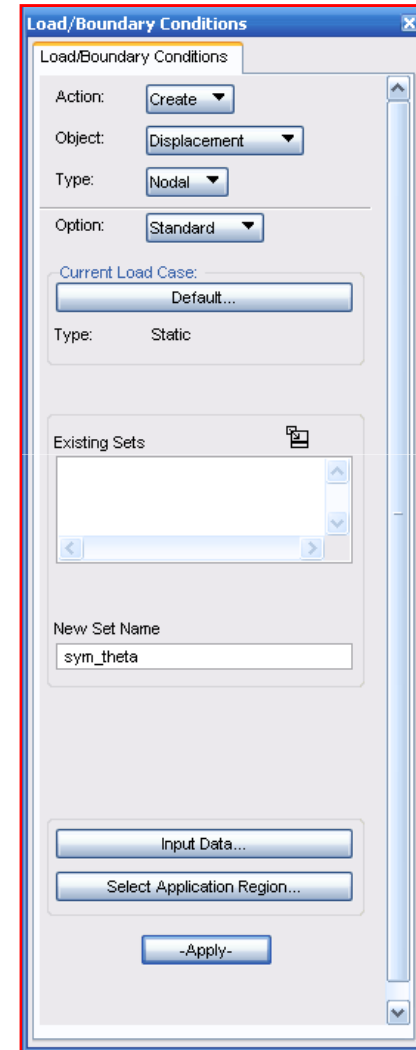 Load/Boundary Conditions
Load/Boundary Conditions
Action: Create
Object: Displacement
Type: Nodal
Option: Standard
Current Load Case:
Default...
Type: Static
Existing Sets
New Set Name
sym_theta
Input Data...
Select Application Region...
-Apply-